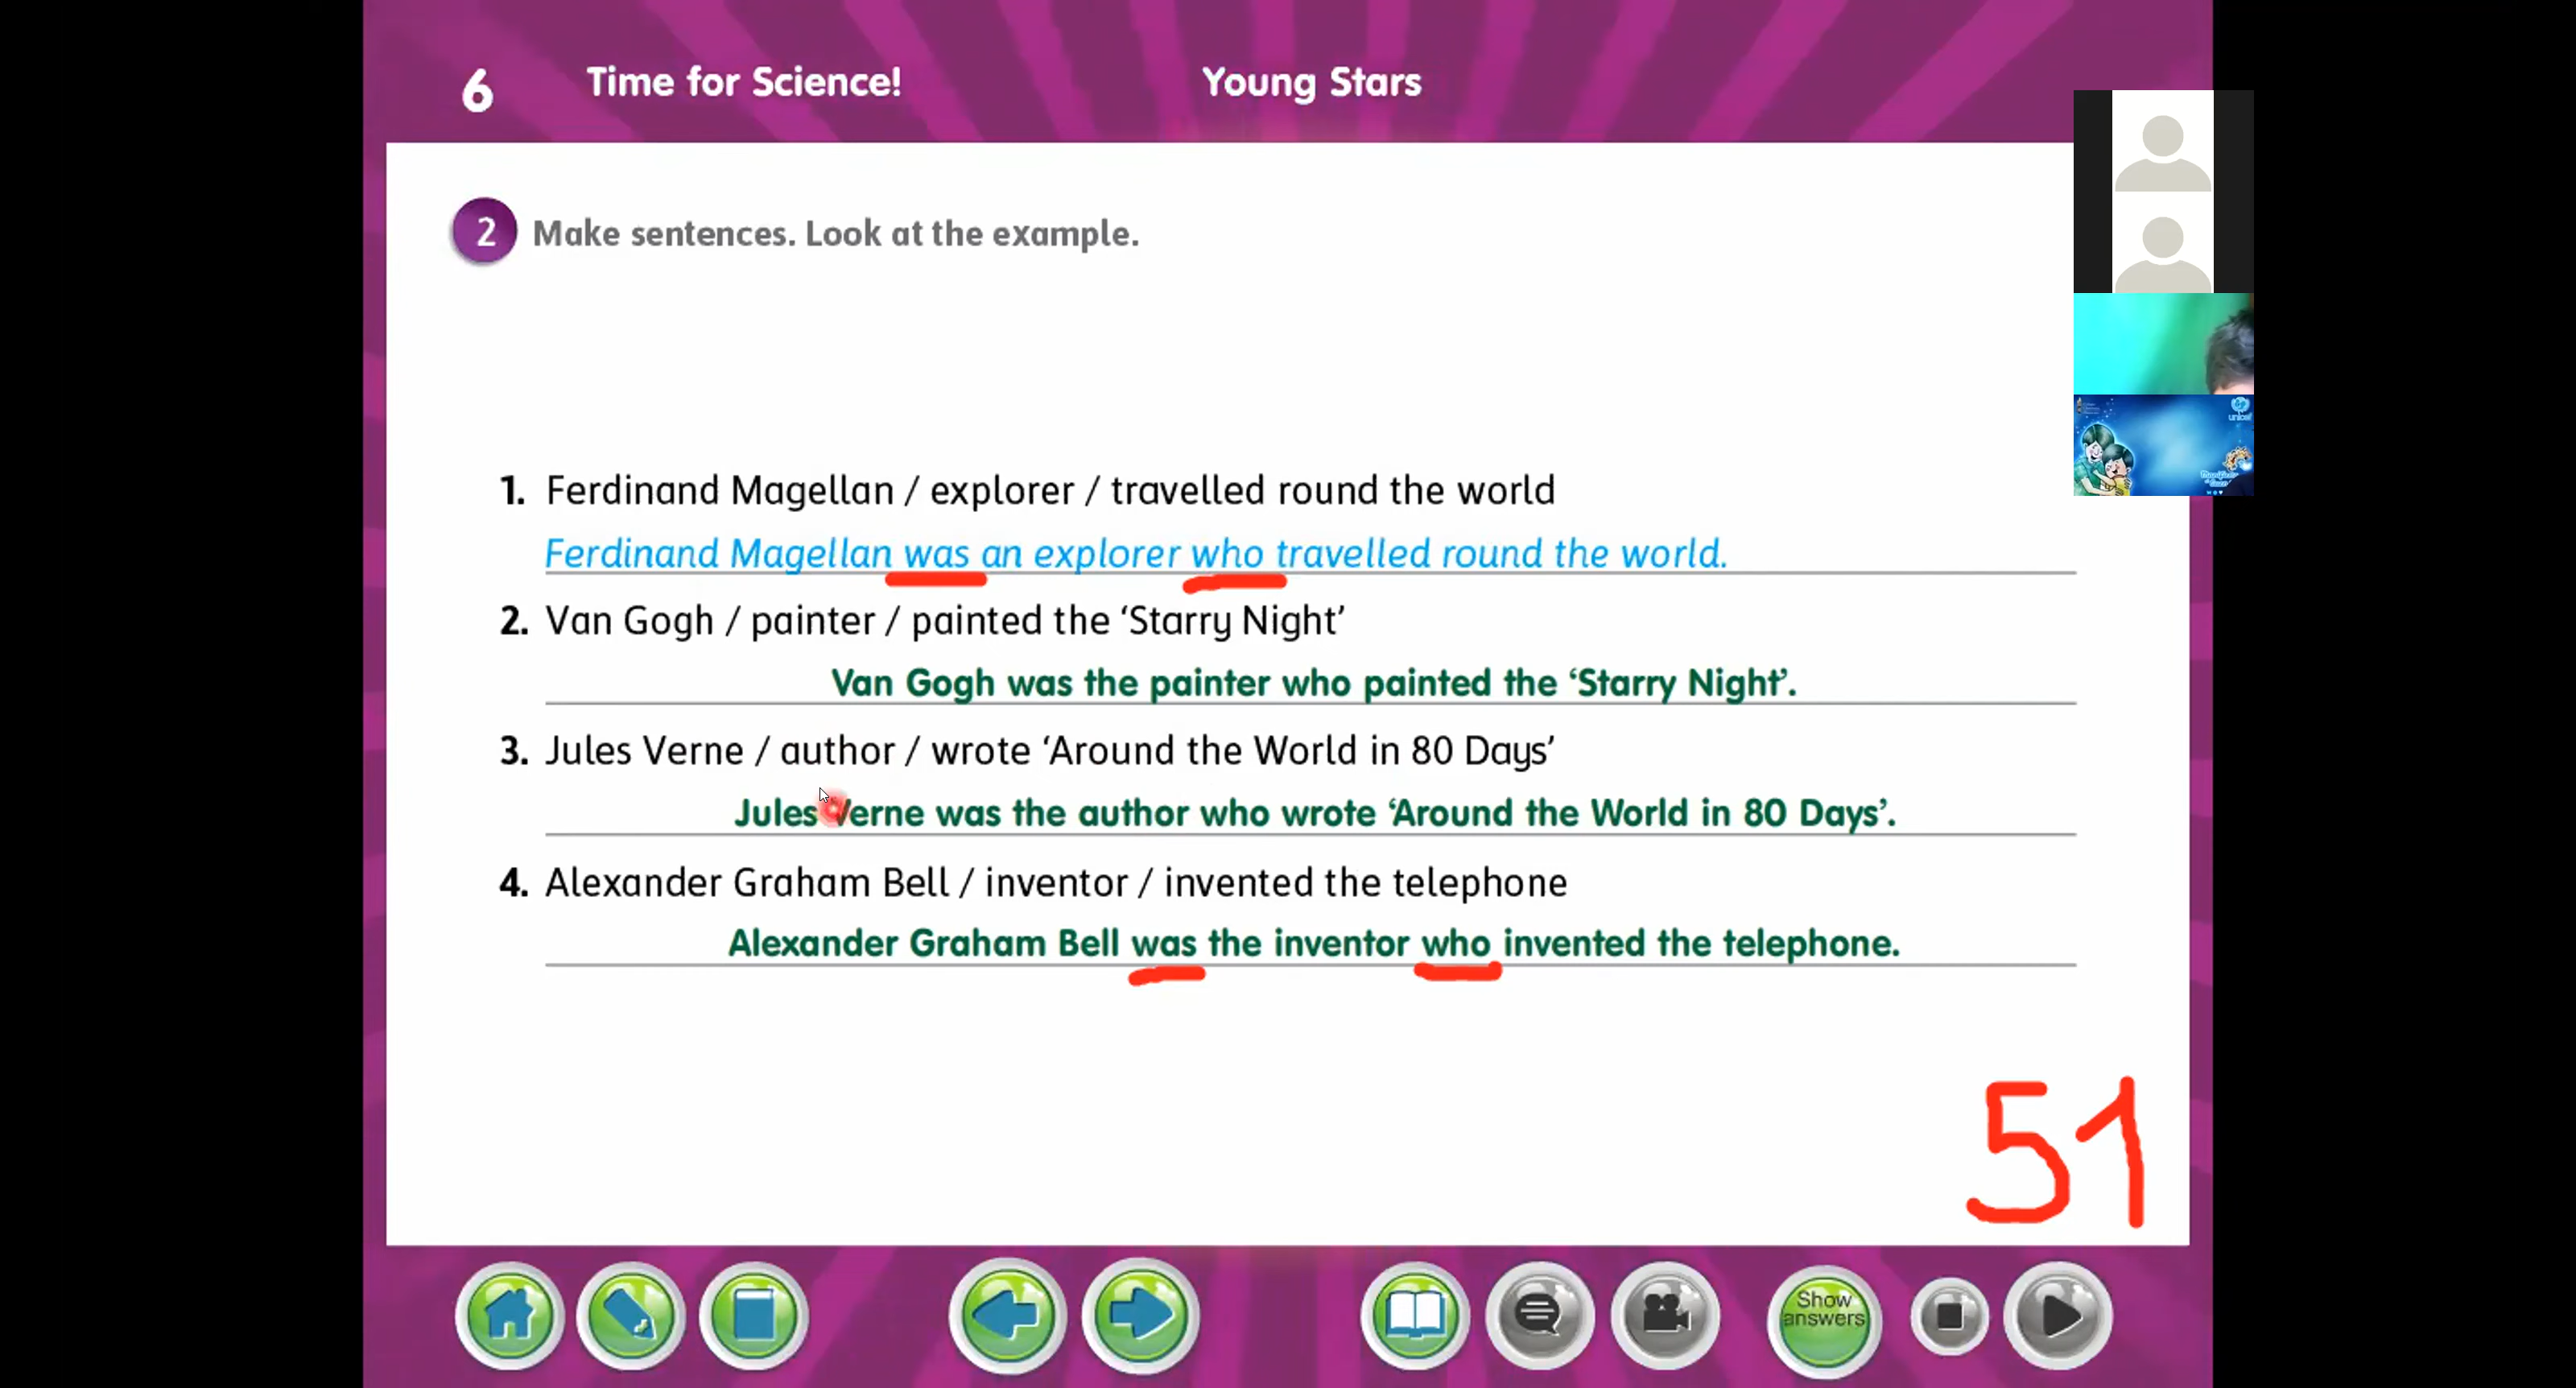 6 Time for Science! Young Stars
2 Make sentences. Look at the example.
1. Ferdinand Magellan / explorer / travelled round the world
Ferdinand Magellan was an explorer who travelled round the world.
2. Van Gogh / painter / painted the ‘Starry Night’
Van Gogh was the painter who painted the ‘Starry Night’.
3. Jules Verne / author / wrote ‘Around the World in 80 Days’
Jules Verne was the author who wrote ‘Around the World in 80 Days’.
4. Alexander Graham Bell / inventor / invented the telephone
Alexander Graham Bell was the inventor who invented the telephone.
51
Show
answers
unicef